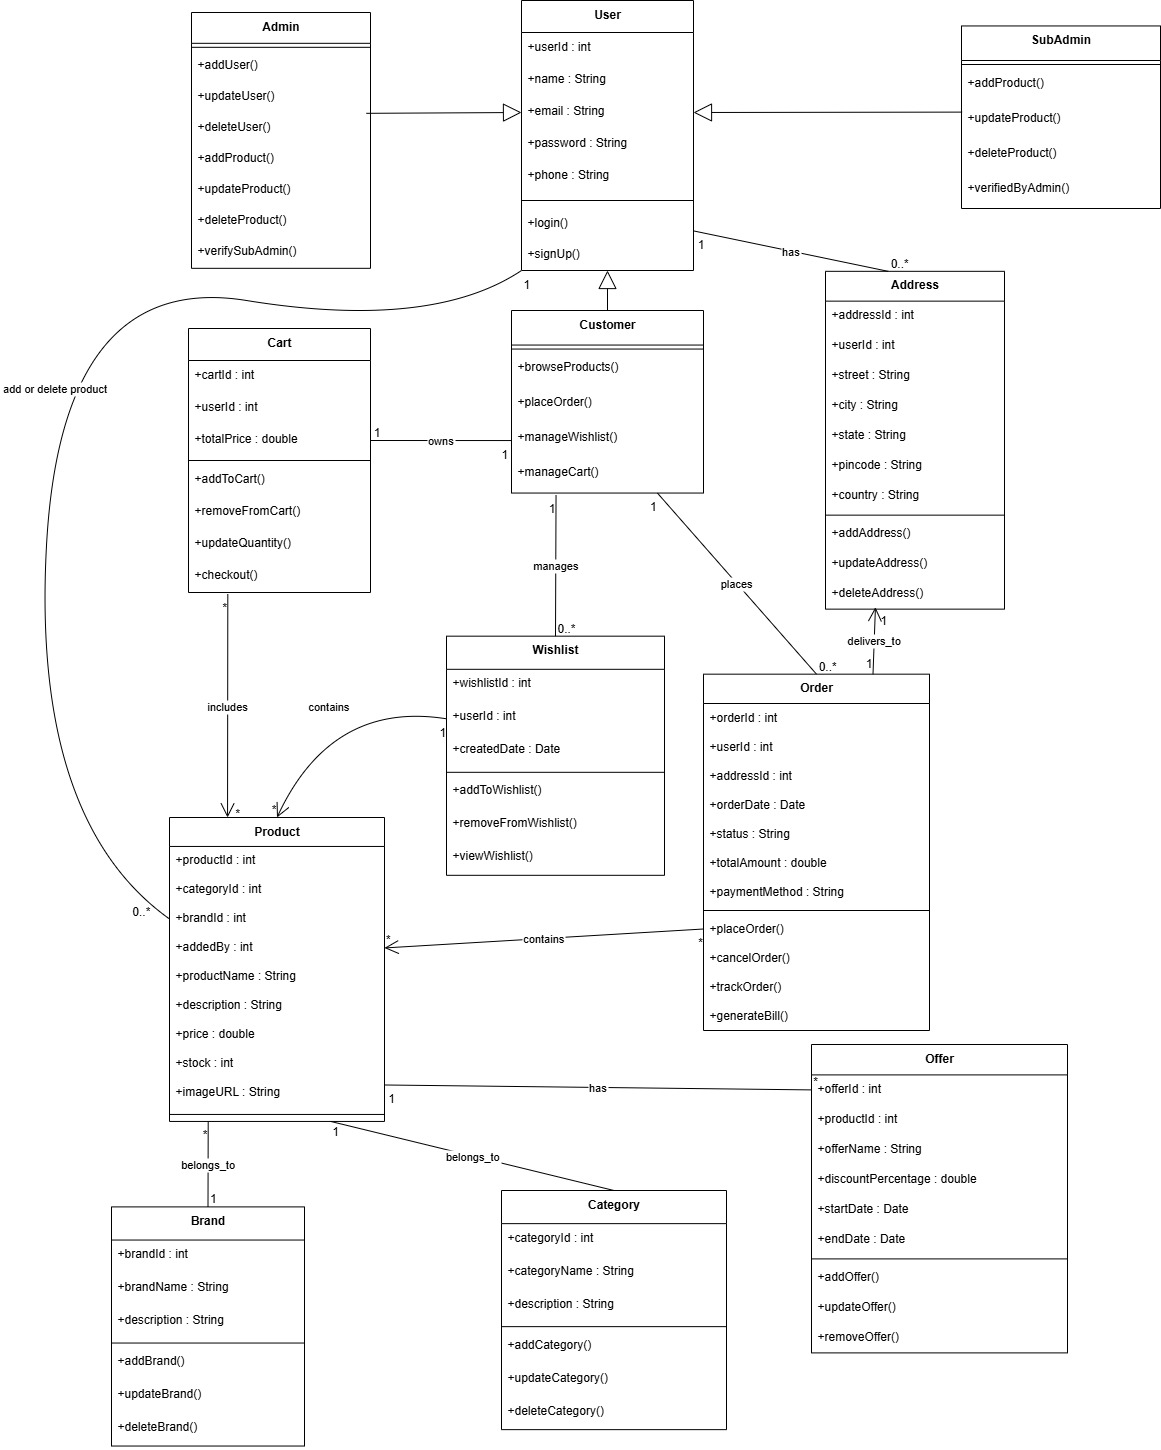 User
+userId : int
+name : String
+email : String
+password : String
+phone : String
+login()
+signUp()
Admin
+addUser()
+updateUser()
+deleteUser()
+addProduct()
+updateProduct()
+deleteProduct()
+verifySubAdmin()
SubAdmin
+addProduct()
+updateProduct()
+deleteProduct()
+verifiedByAdmin()
1
has
0..*
1
add or delete product
0..*
Address
+addressId : int
+userId : int
+street : String
+city : String
+state : String
+pincode : String
+country : String
+addAddress()
+updateAddress()
+deleteAddress()
Customer
+browseProducts()
+placeOrder()
+manageWishlist()
+manageCart()
Cart
+cartId : int
+userId : int
+totalPrice : double
+addToCart()
+removeFromCart()
+updateQuantity()
+checkout()
1
owns
1
1
manages
0..*
1
places
0..*
1
delivers_to
1
*
includes
*
contains
1
*
Wishlist
+wishlistId : int
+userId : int
+createdDate : Date
+addToWishlist()
+removeFromWishlist()
+viewWishlist()
Order
+orderId : int
+userId : int
+addressId : int
+orderDate : Date
+status : String
+totalAmount : double
+paymentMethod : String
+placeOrder()
+cancelOrder()
+trackOrder()
+generateBill()
Product
+productId : int
+categoryId : int
+brandId : int
+addedBy : int
+productName : String
+description : String
+price : double
+stock : int
+imageURL : String
*
contains
*
1
has
*
Offer
+offerId : int
+productId : int
+offerName : String
+discountPercentage : double
+startDate : Date
+endDate : Date
+addOffer()
+updateOffer()
+removeOffer()
*
belongs_to
1
1
belongs_to
Brand
+brandId : int
+brandName : String
+description : String
+addBrand()
+updateBrand()
+deleteBrand()
Category
+categoryId : int
+categoryName : String
+description : String
+addCategory()
+updateCategory()
+deleteCategory()